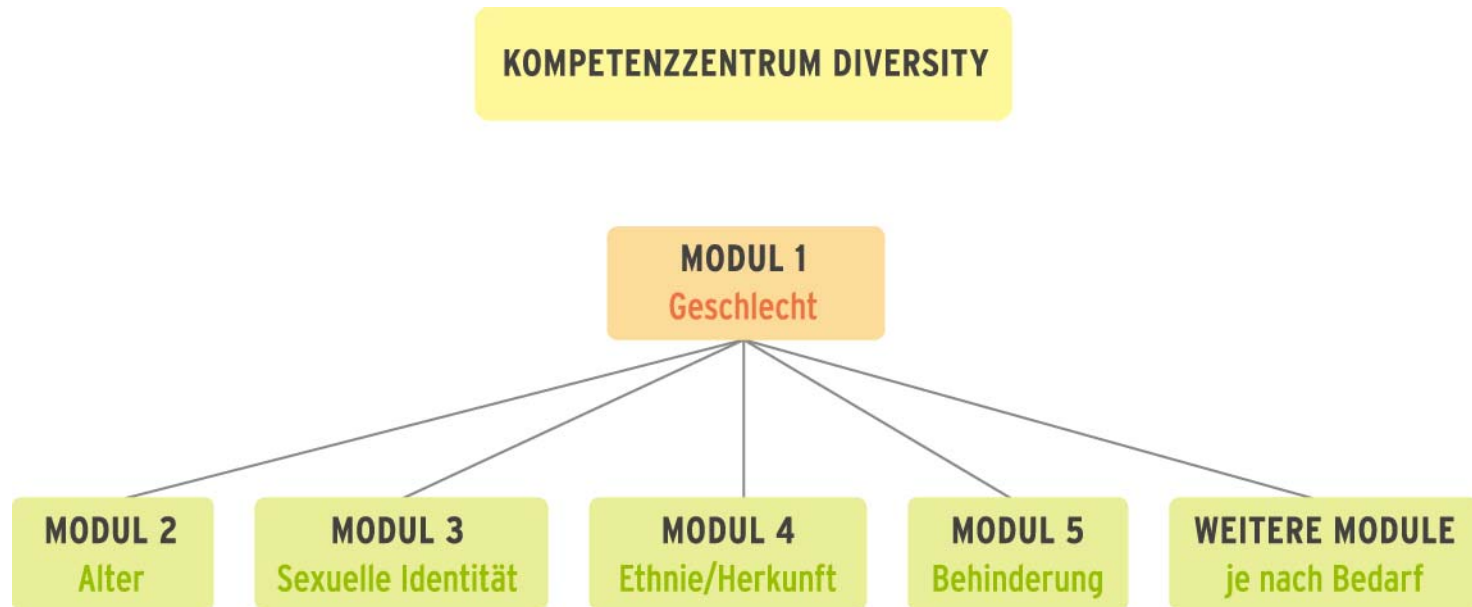 KOMPETENZZENTRUM DIVERSITY
MODUL 1
Geschlecht
MODUL 2
Alter
MODUL 3
Sexuelle Identität
MODUL 4
Ethnie/Herkunft
MODUL 5
Behinderung
WEITERE MODULE
je nach Bedarf